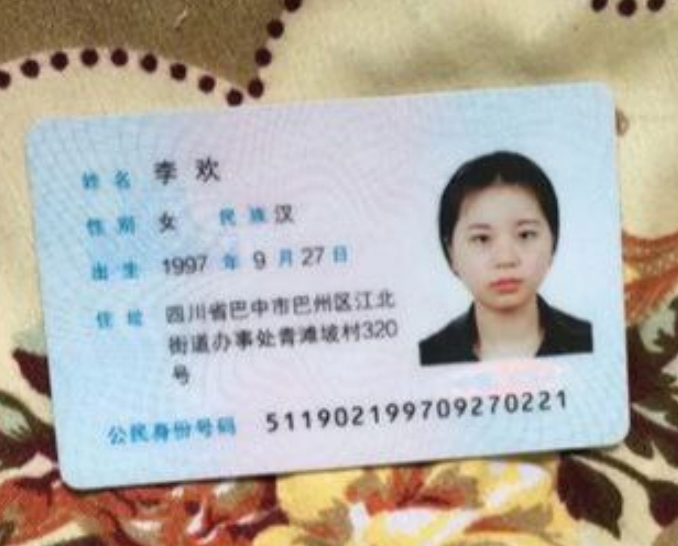 姓名 李欢
性别 女 民族 汉
出生 1997 年 9 月 27 日
住址 四川省巴中市巴州区江北
街道办事处青滩坡村320
号
公民身份号码 511902199709270221